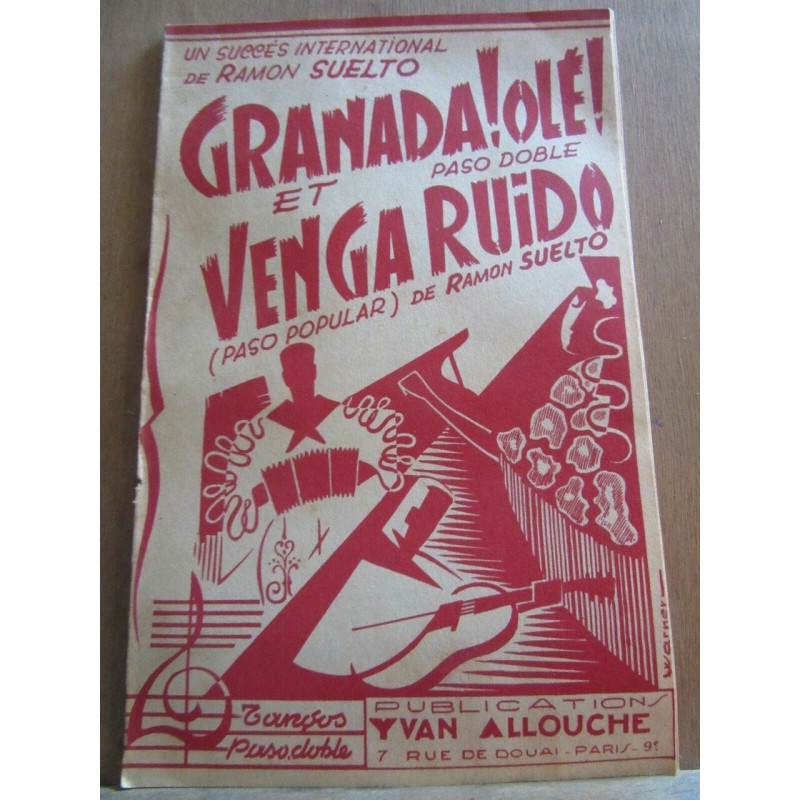 UN SUCCÈS INTERNATIONAL
DE RAMON SUELTO
GRANADA! OLÉ!
PASO DOBLE
ET
VENGA RUiDO
(PASO POPULAR) DE RAMON SUELTO
Warner
Tangos
Paso.doble
PUBLICATIONS
YVAN ALLOUCHE
7 RUE DE DOUAI - PARIS - 9e